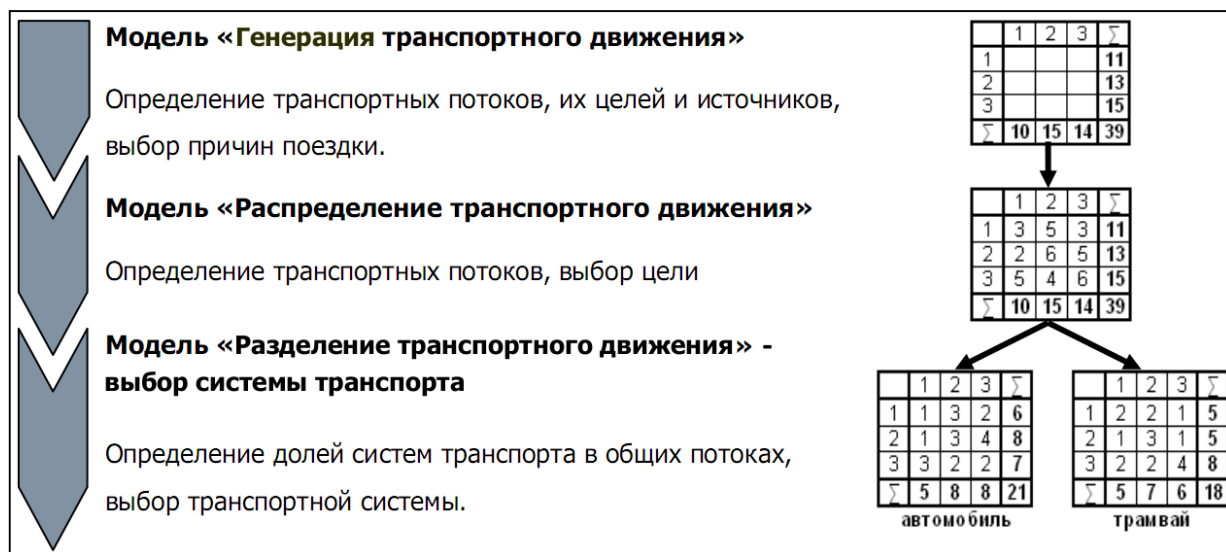 Модель «Генерация транспортного движения»
Определение транспортных потоков, их целей и источников,
выбор причин поездки.
1 2 3 ∑
1 11
2 13
3 15
∑ 10 15 14 39
Модель «Распределение транспортного движения»
Определение транспортных потоков, выбор цели
1 2 3 ∑
1 3 5 3 11
2 2 6 5 13
3 5 4 6 15
∑ 10 15 14 39
Модель «Разделение транспортного движения» -
выбор системы транспорта
Определение долей систем транспорта в общих потоках,
выбор транспортной системы.
1 2 3 ∑
1 1 3 2 6
2 1 3 4 8
3 3 2 2 7
∑ 5 8 8 21
автомобиль
1 2 3 ∑
1 2 2 1 5
2 1 3 1 5
3 2 2 4 8
∑ 5 7 6 18
трамвай